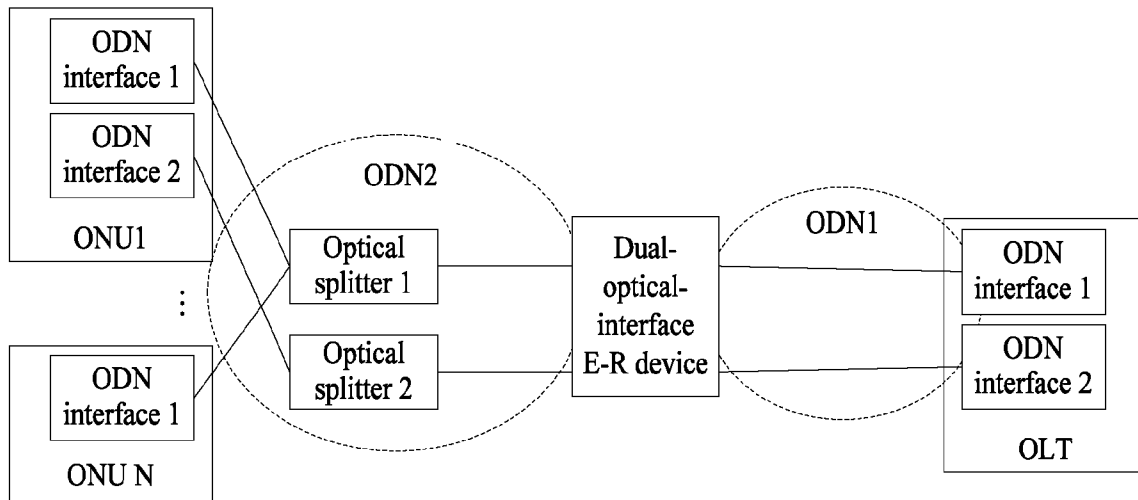 ODN
interface 1
ODN
interface 2
ONU1
⋮
ODN
interface 1
ONU N
ODN2
Optical
splitter 1
Optical
splitter 2
Dual-
optical-
interface
E-R device
ODN1
ODN
interface 1
ODN
interface 2
OLT